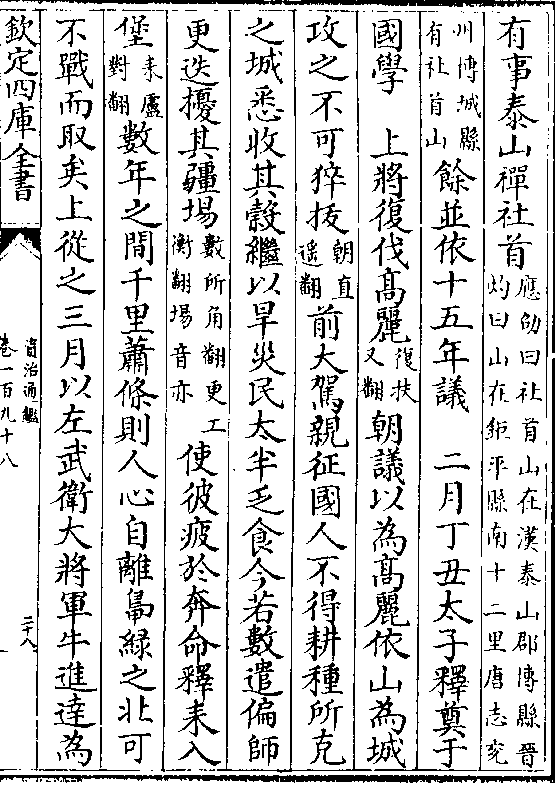 有事泰山禪社首應劭曰社首山在漢泰山郡博縣晉灼曰山在鉅平縣南十二里唐志兖
州博城縣有社首山餘並依十五年議　二月丁丑太子釋奠于
國學　上將復伐髙麗復扶又翻朝議以為髙麗依山為城
攻之不可猝㧞朝直遥翻前大駕親征國人不得耕種所克
之城悉收其榖繼以旱災民太半乏食今若數遣偏師
更迭擾其疆埸數所角翻更工衡翻埸音亦使彼疲於奔命釋耒入
堡耒盧對翻數年之間千里蕭條則人心自離鴨緑之北可
不戰而取矣上從之三月以左武衛大將軍牛進達為
欽定四庫全書
資治通鑑
卷一百九十八
二十八